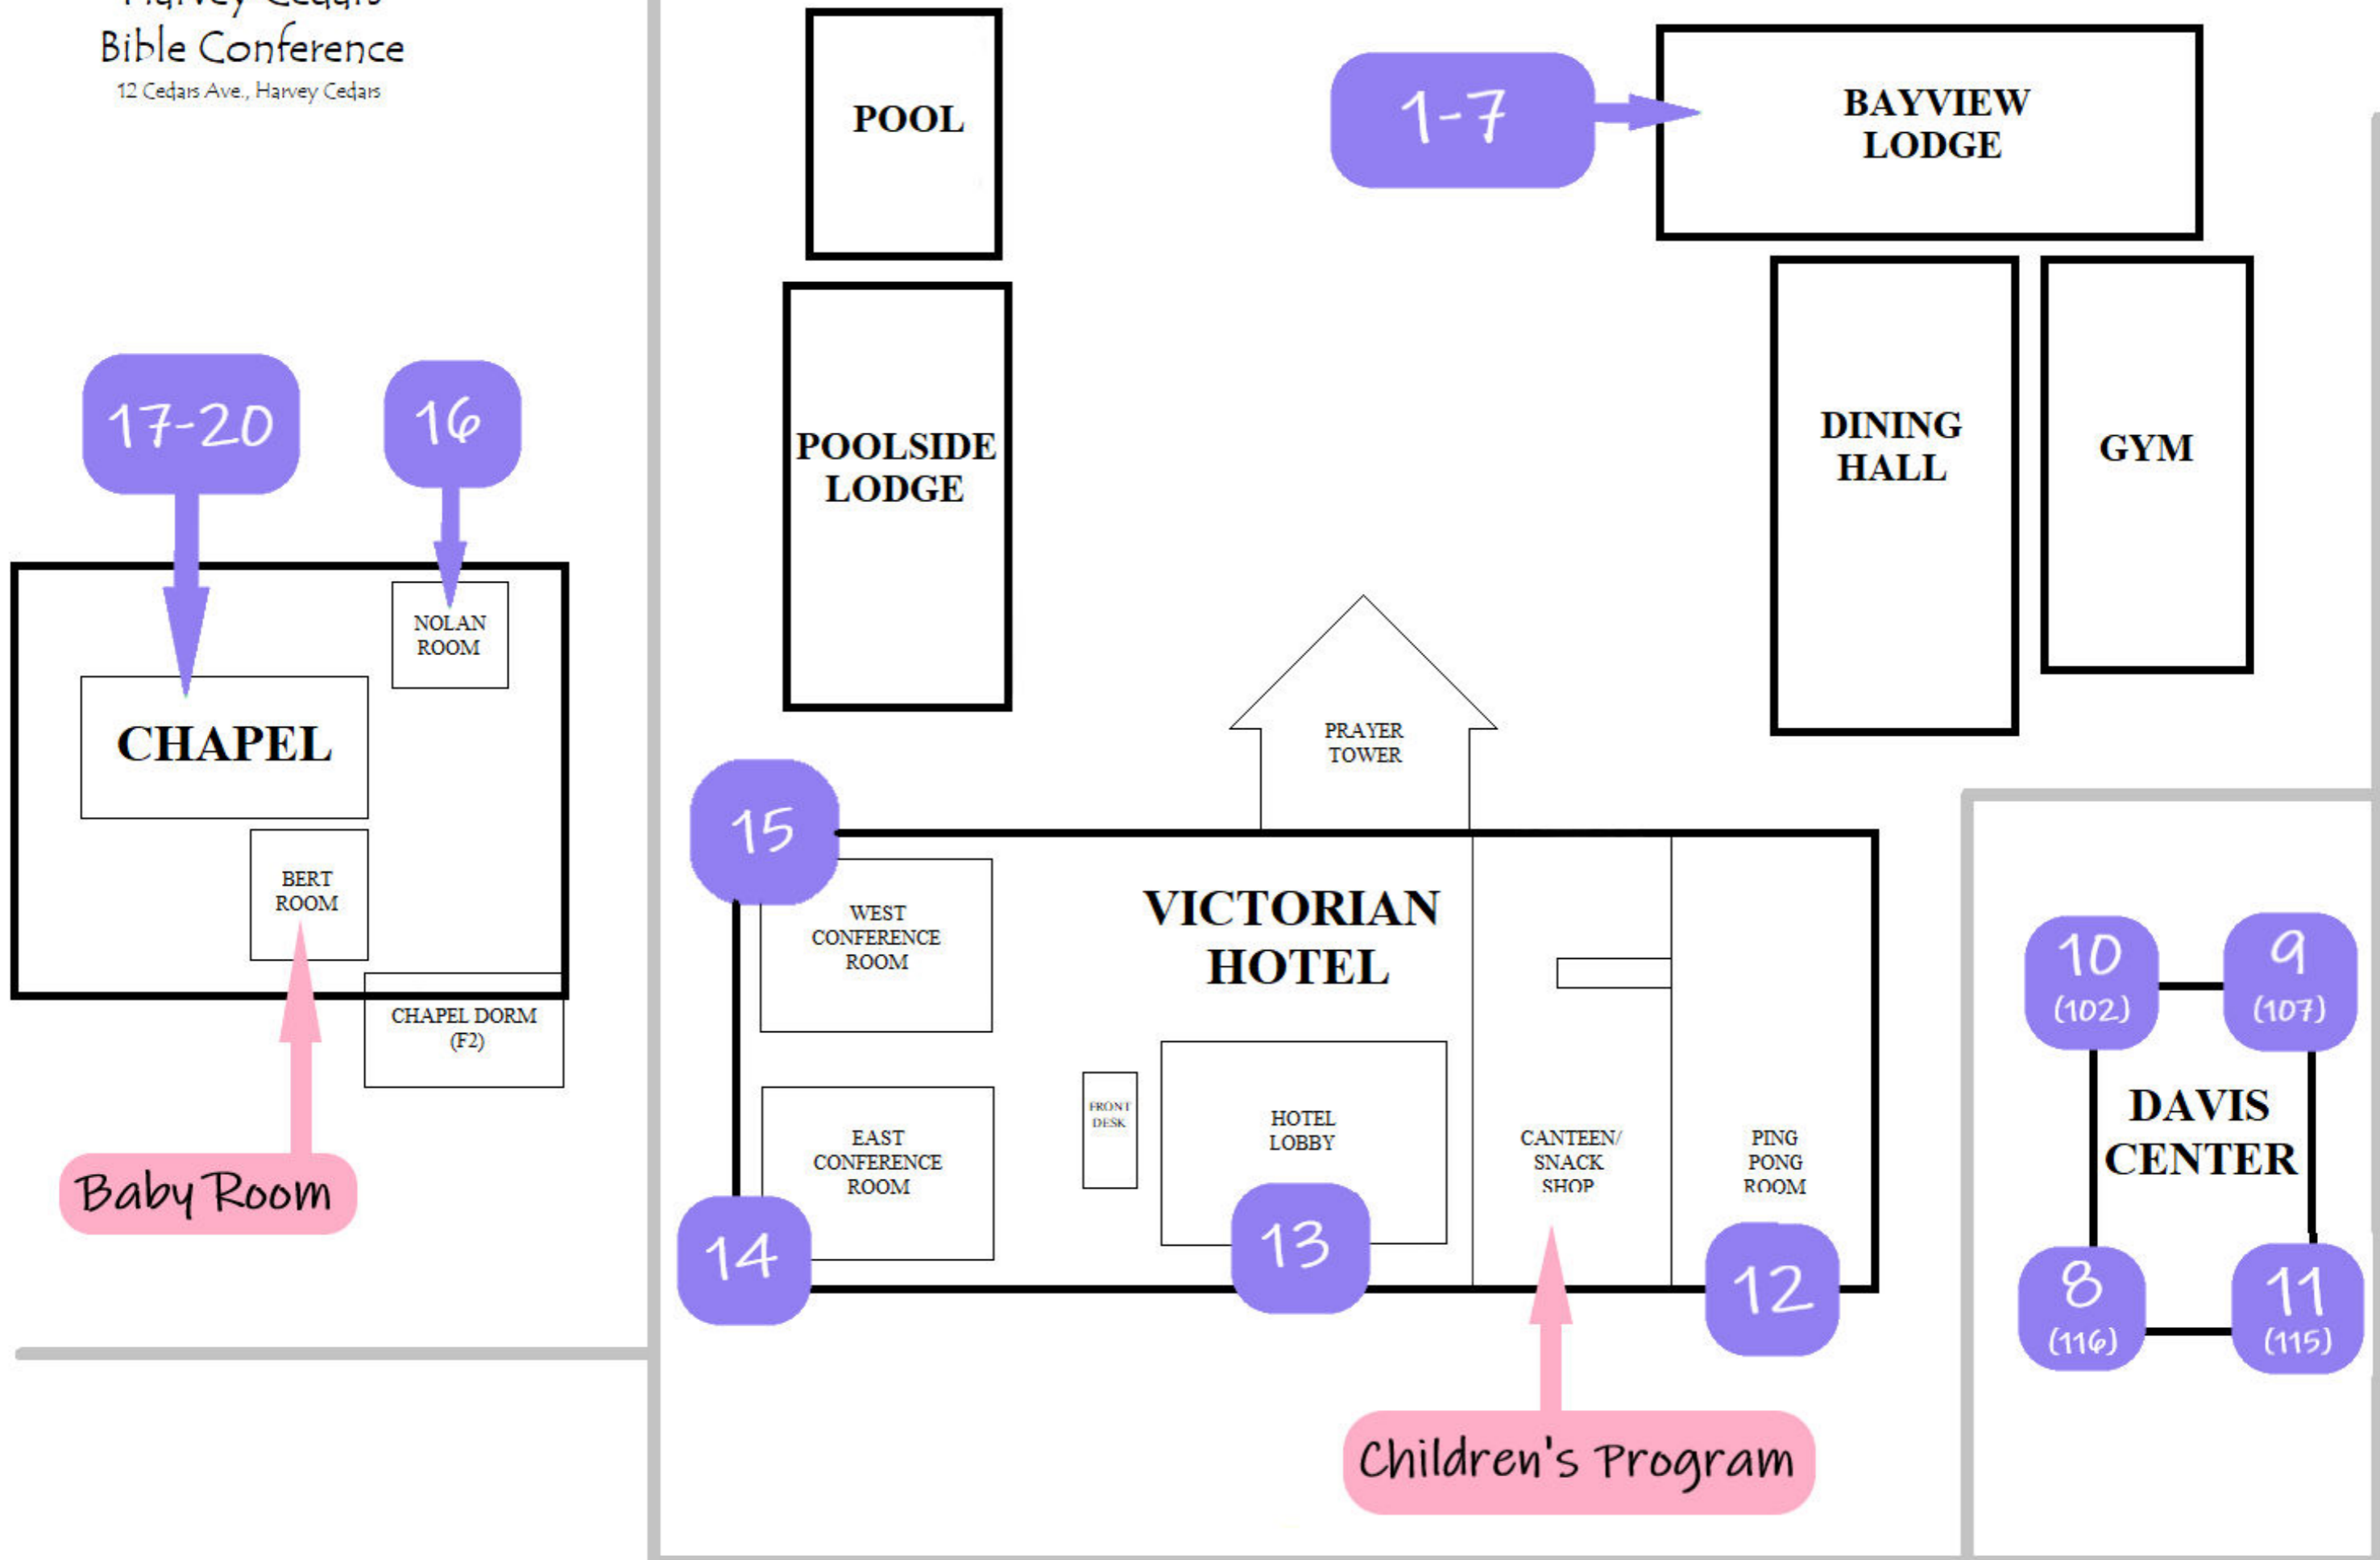 Harvey Cedars
Bible Conference
12 Cedars Ave., Harvey Cedars
POOL
1-7
BAYVIEW
LODGE
17-20
16
POOLSIDE
LODGE
DINING
HALL
GYM
NOLAN
ROOM
CHAPEL
BERT
ROOM
CHAPEL DORM
(F2)
Baby Room
PRAYER
TOWER
15
WEST
CONFERENCE
ROOM
VICTORIAN
HOTEL
EAST
CONFERENCE
ROOM
FRONT
DESK
HOTEL
LOBBY
CANTEEN/
SNACK
SHOP
PING
PONG
ROOM
14
13
12
Children's Program
10
(102)
9
(107)
DAVIS
CENTER
8
(116)
11
(115)